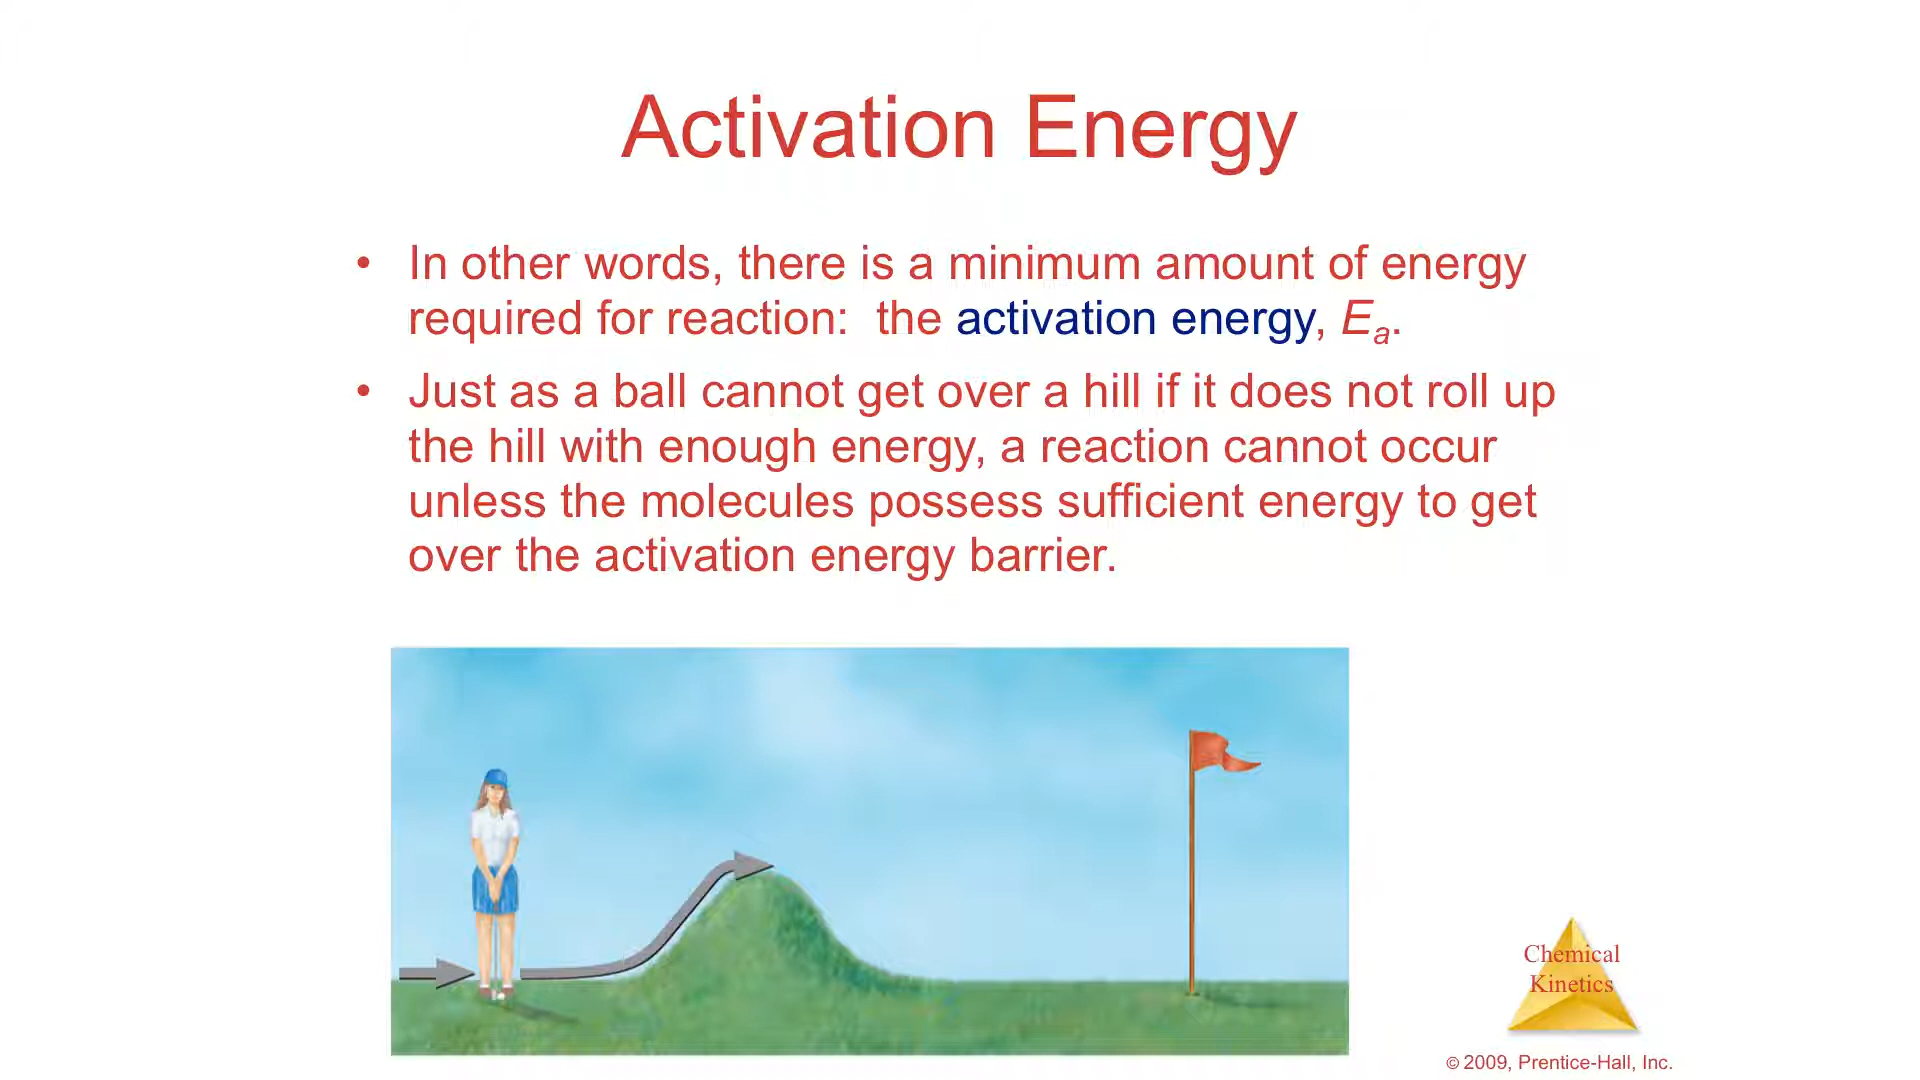 Activation Energy
• In other words, there is a minimum amount of energy
required for reaction:  the activation energy, Ea.
• Just as a ball cannot get over a hill if it does not roll up
the hill with enough energy, a reaction cannot occur
unless the molecules possess sufficient energy to get
over the activation energy barrier.
Chemical
Kinetics
© 2009, Prentice-Hall, Inc.